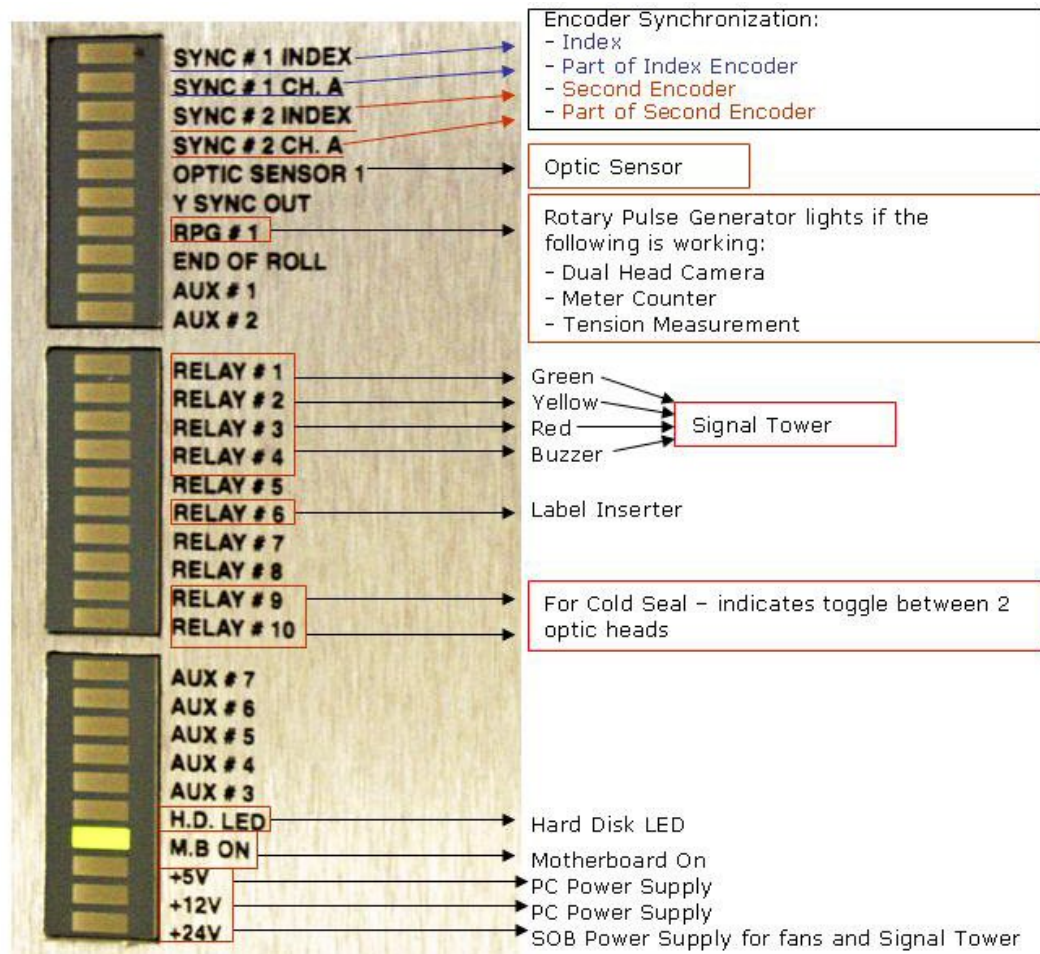 Encoder Synchronization:
- Index
- Part of Index Encoder
- Second Encoder
- Part of Second Encoder
SYNC # 1 INDEX
SYNC # 1 CH. A
SYNC # 2 INDEX
SYNC # 2 CH. A
OPTIC SENSOR 1
Optic Sensor
Y SYNC OUT
RPG # 1
Rotary Pulse Generator lights if the
following is working:
- Dual Head Camera
- Meter Counter
- Tension Measurement
END OF ROLL
AUX # 1
AUX # 2
RELAY # 1
Green
RELAY # 2
Yellow
RELAY # 3
Red
RELAY # 4
Buzzer
Signal Tower
RELAY # 5
RELAY # 6
Label Inserter
RELAY # 7
RELAY # 8
RELAY # 9
RELAY # 10
For Cold Seal – indicates toggle between 2
optic heads
AUX # 7
AUX # 6
AUX # 5
AUX # 4
AUX # 3
H.D. LED
Hard Disk LED
M.B ON
Motherboard On
+5V
PC Power Supply
+12V
PC Power Supply
+24V
SOB Power Supply for fans and Signal Tower